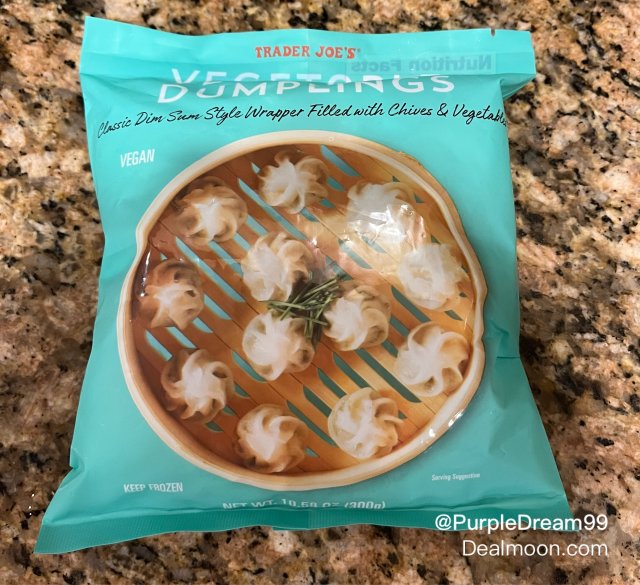 TRADER JOE'S®
Nutrition Facts
DUMPLINGS
Classic Dim Sum Style Wrapper Filled with Chives & Vegetables
VEGAN
KEEP FROZEN
Serving Suggestion
NET WT. 10.58 OZ (300g)
@PurpleDream99
Dealmoon.com